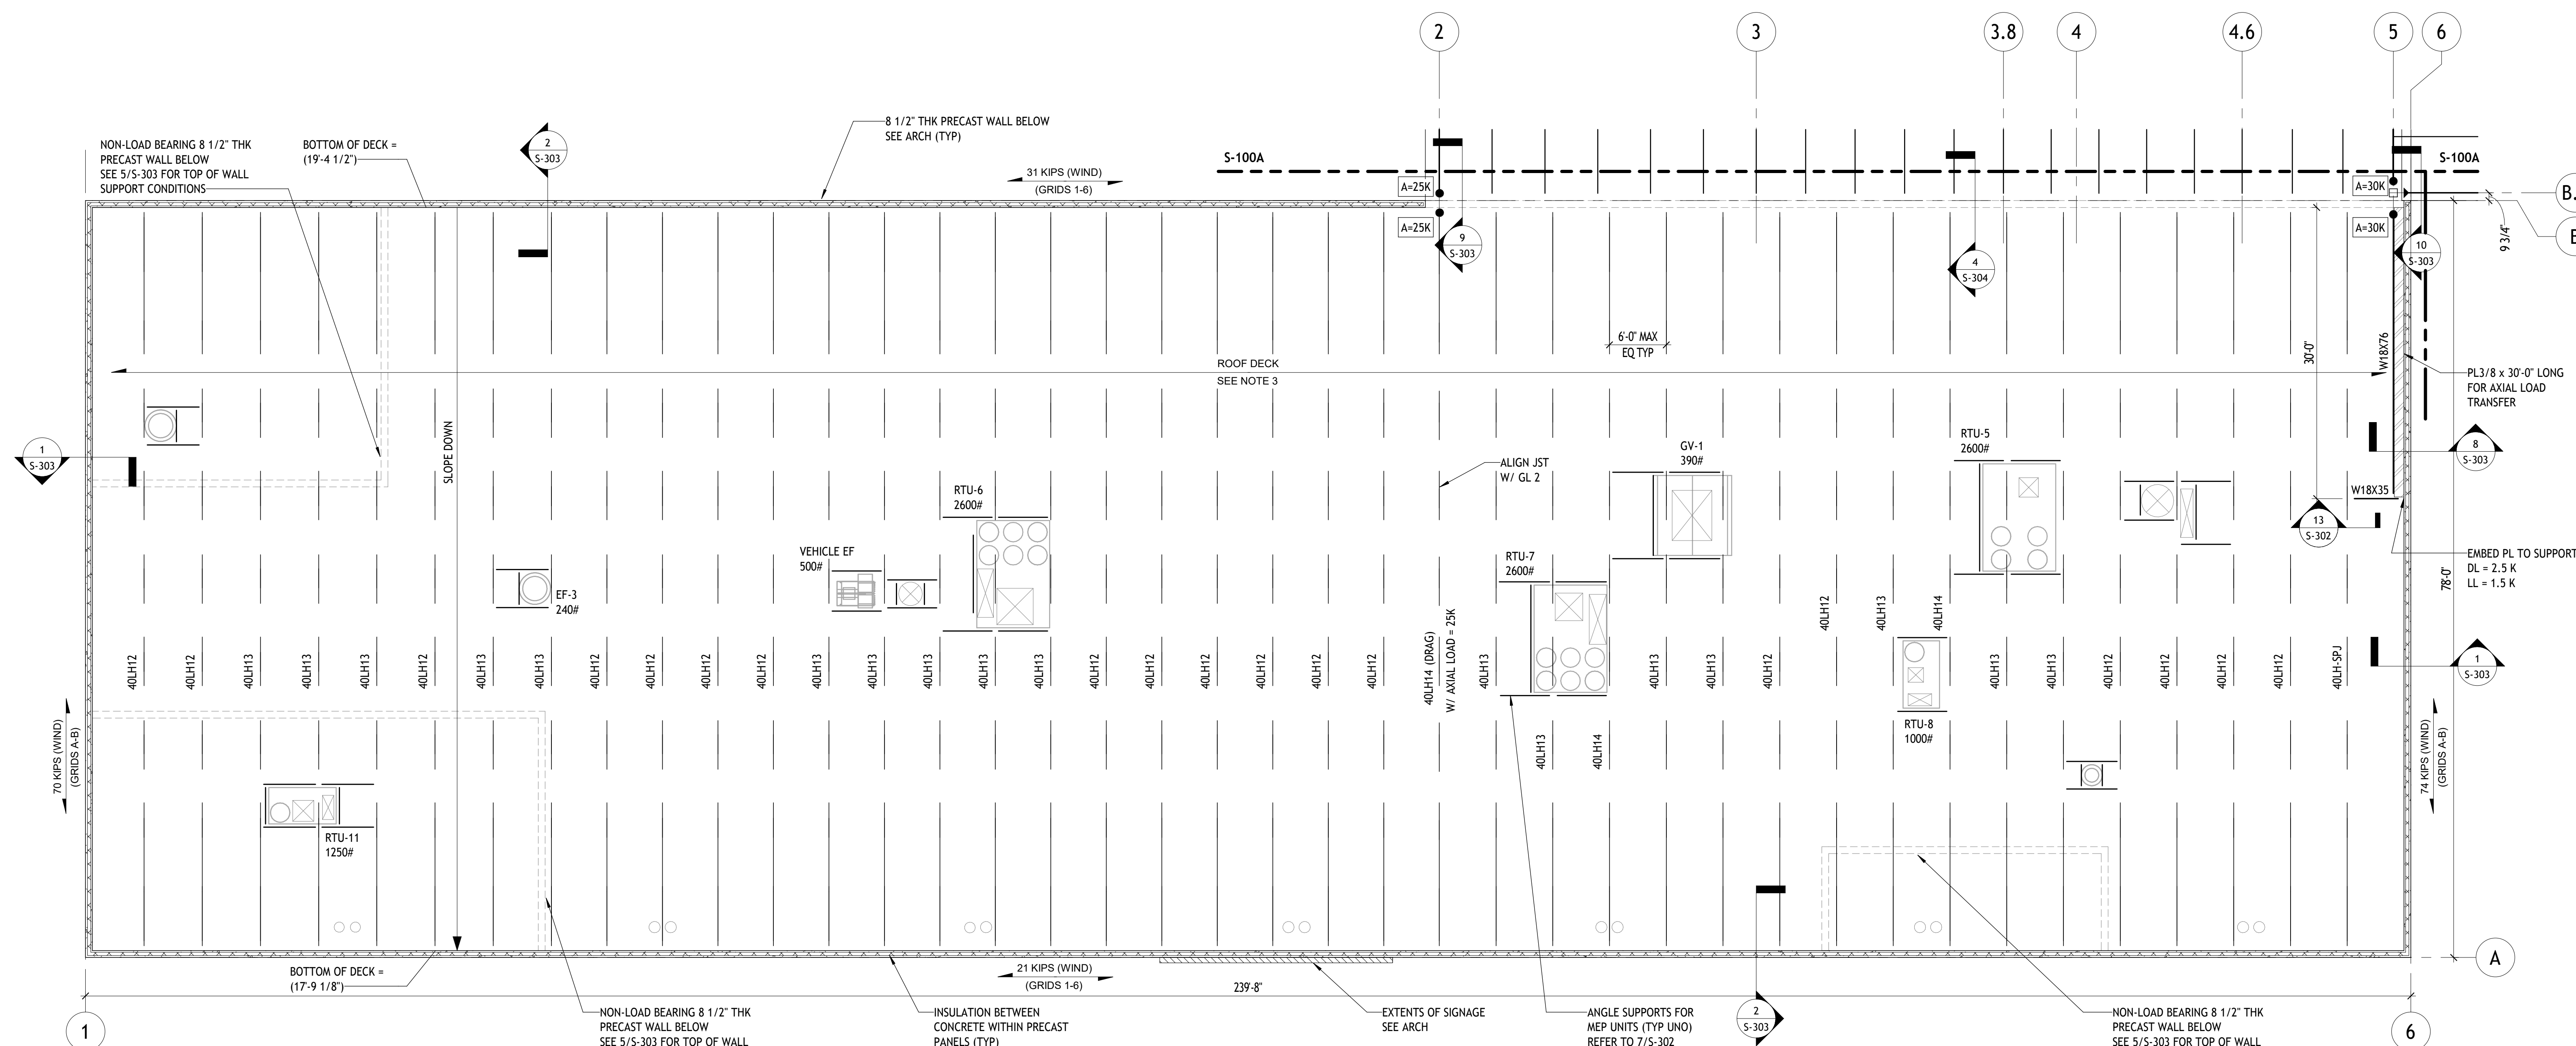 2
3
3.8
4
4.6
5
6
NON-LOAD BEARING 8 1/2" THK
PRECAST WALL BELOW
SEE 5/S-303 FOR TOP OF WALL
SUPPORT CONDITIONS
BOTTOM OF DECK =
(19'-4 1/2")
2
S-303
8 1/2" THK PRECAST WALL BELOW
SEE ARCH (TYP)
31 KIPS (WIND)
(GRIDS 1-6)
S-100A
S-100A
A=25K
A=25K
9
S-303
4
S-304
A=30K
A=30K
10
S-303
B.
9 3/4"
6'-0" MAX
EQ TYP
ROOF DECK
SEE NOTE 3
30'-0"
W18X76
PL3/8 x 30'-0" LONG
FOR AXIAL LOAD
TRANSFER
1
S-303
SLOPE DOWN
RTU-6
2600#
ALIGN JST
W/ GL 2
GV-1
390#
RTU-5
2600#
8
S-303
W18X35
13
S-302
VEHICLE EF
500#
EF-3
240#
RTU-7
2600#
EMBED PL TO SUPPORT
DL = 2.5 K
LL = 1.5 K
78'-0"
40LH12
40LH13
40LH14
40LH12
40LH12
40LH13
40LH13
40LH13
40LH12
40LH13
40LH13
40LH12
40LH12
40LH12
40LH12
40LH13
40LH13
40LH12
40LH13
40LH13
40LH12
40LH12
40LH12
40LH12
40LH12
40LH12
40LH14 (DRAG)
W/ AXIAL LOAD = 25K
40LH13
40LH13
40LH13
40LH12
40LH13
40LH13
40LH12
40LH12
40LH12
40LH12
40LH-SPJ
1
S-303
40LH13
40LH14
RTU-8
1000#
70 KIPS (WIND)
(GRIDS A-B)
74 KIPS (WIND)
(GRIDS A-B)
RTU-11
1250#
A
BOTTOM OF DECK =
(17'-9 1/8")
21 KIPS (WIND)
(GRIDS 1-6)
239'-8"
1
NON-LOAD BEARING 8 1/2" THK
PRECAST WALL BELOW
SEE 5/S-303 FOR TOP OF WALL
INSULATION BETWEEN
CONCRETE WITHIN PRECAST
PANELS (TYP)
EXTENTS OF SIGNAGE
SEE ARCH
ANGLE SUPPORTS FOR
MEP UNITS (TYP UNO)
REFER TO 7/S-302
2
S-303
NON-LOAD BEARING 8 1/2" THK
PRECAST WALL BELOW
SEE 5/S-303 FOR TOP OF WALL
6